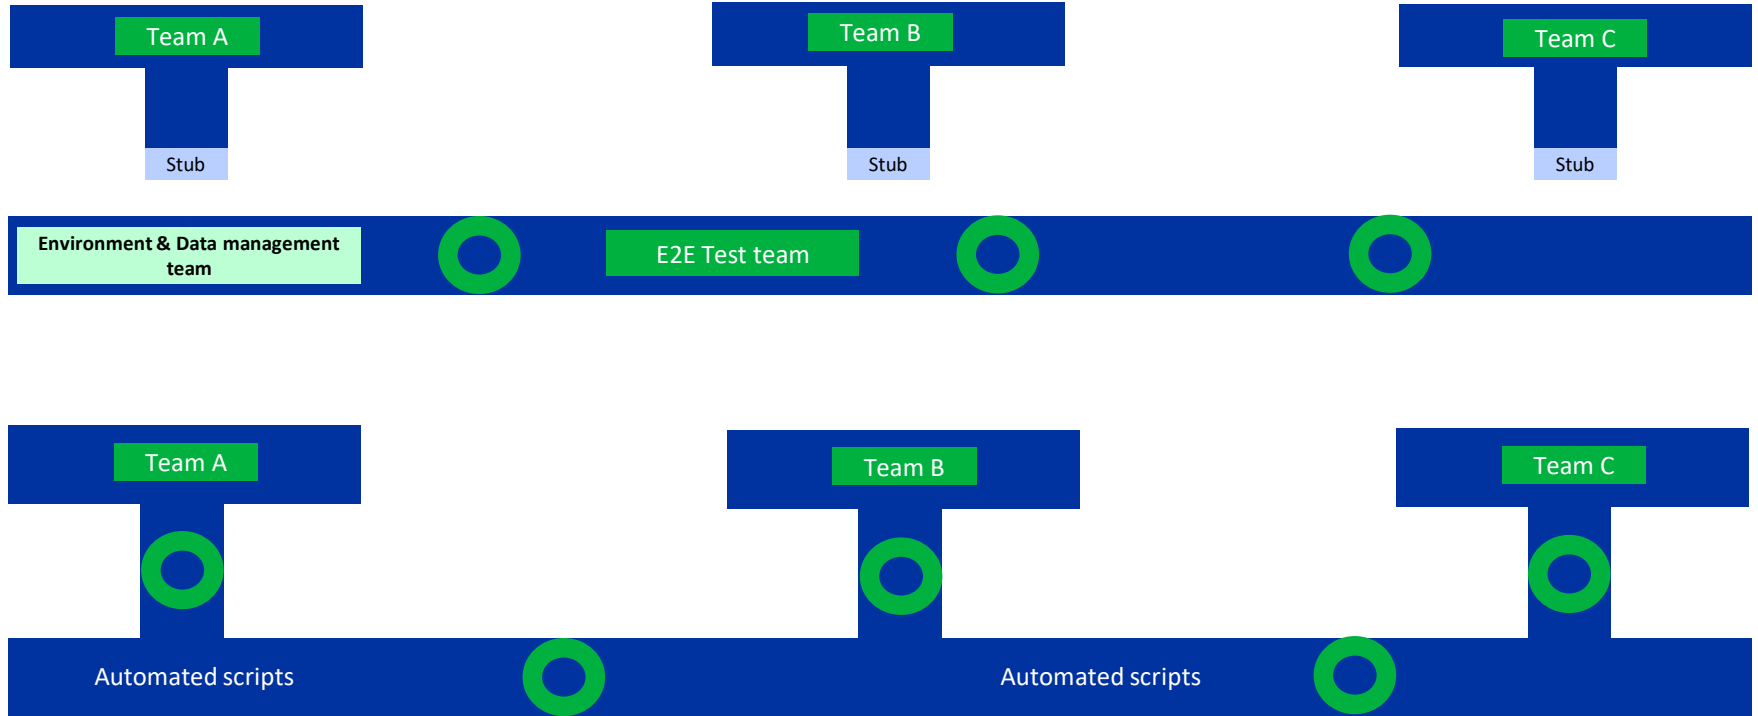 Team A
Team B
Team C
Stub
Stub
Stub
Environment & Data management
team
E2E Test team
Team A
Team B
Team C
Automated scripts
Automated scripts